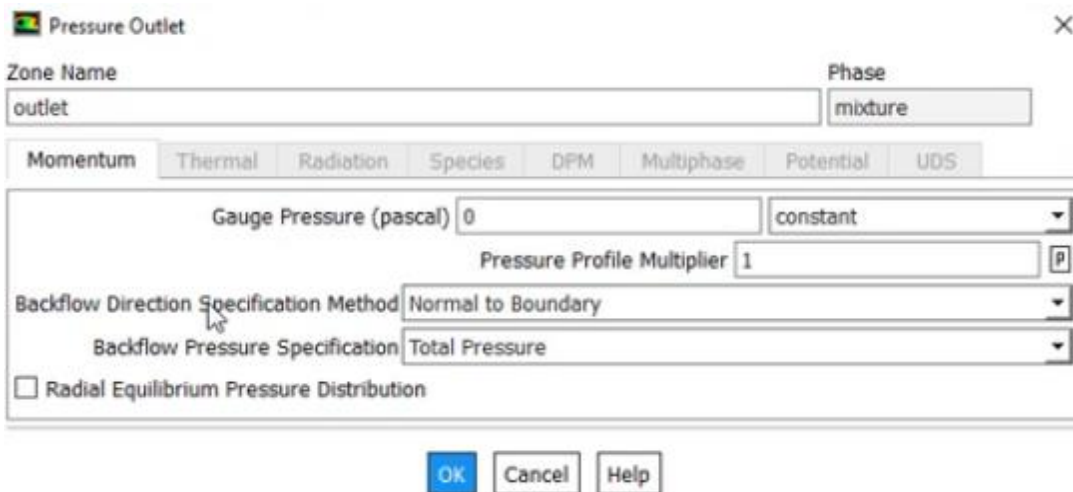 Pressure Outlet
Zone Name Phase
outlet mixture
Momentum Thermal Radiation Species DPM Multiphase Potential UDS
Gauge Pressure (pascal) 0 constant
Pressure Profile Multiplier 1 P
Backflow Direction Specification Method Normal to Boundary
Backflow Pressure Specification Total Pressure
Radial Equilibrium Pressure Distribution
OK Cancel Help